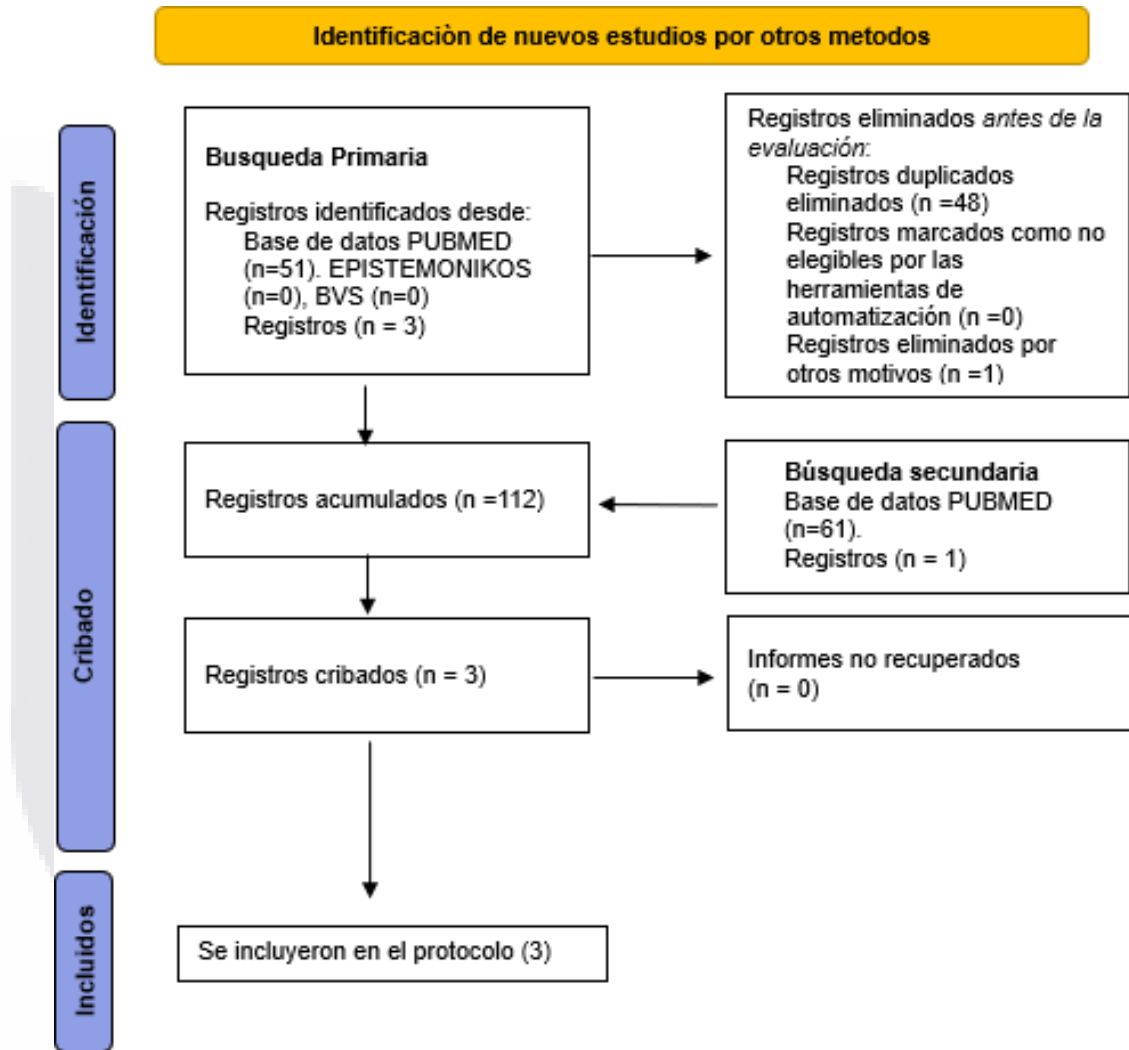 Identificaciòn de nuevos estudios por otros metodos
Identificación
Busqueda Primaria
Registros identificados desde:
Base de datos PUBMED
(n=51). EPISTEMONIKOS
(n=0), BVS (n=0)
Registros (n = 3)
Registros eliminados antes de la
evaluación:
Registros duplicados
eliminados (n =48)
Registros marcados como no
elegibles por las
herramientas de
automatización (n =0)
Registros eliminados por
otros motivos (n =1)
Cribado
Registros acumulados (n =112)
Búsqueda secundaria
Base de datos PUBMED
(n=61).
Registros (n = 1)
Registros cribados (n = 3)
Informes no recuperados
(n = 0)
Incluidos
Se incluyeron en el protocolo (3)